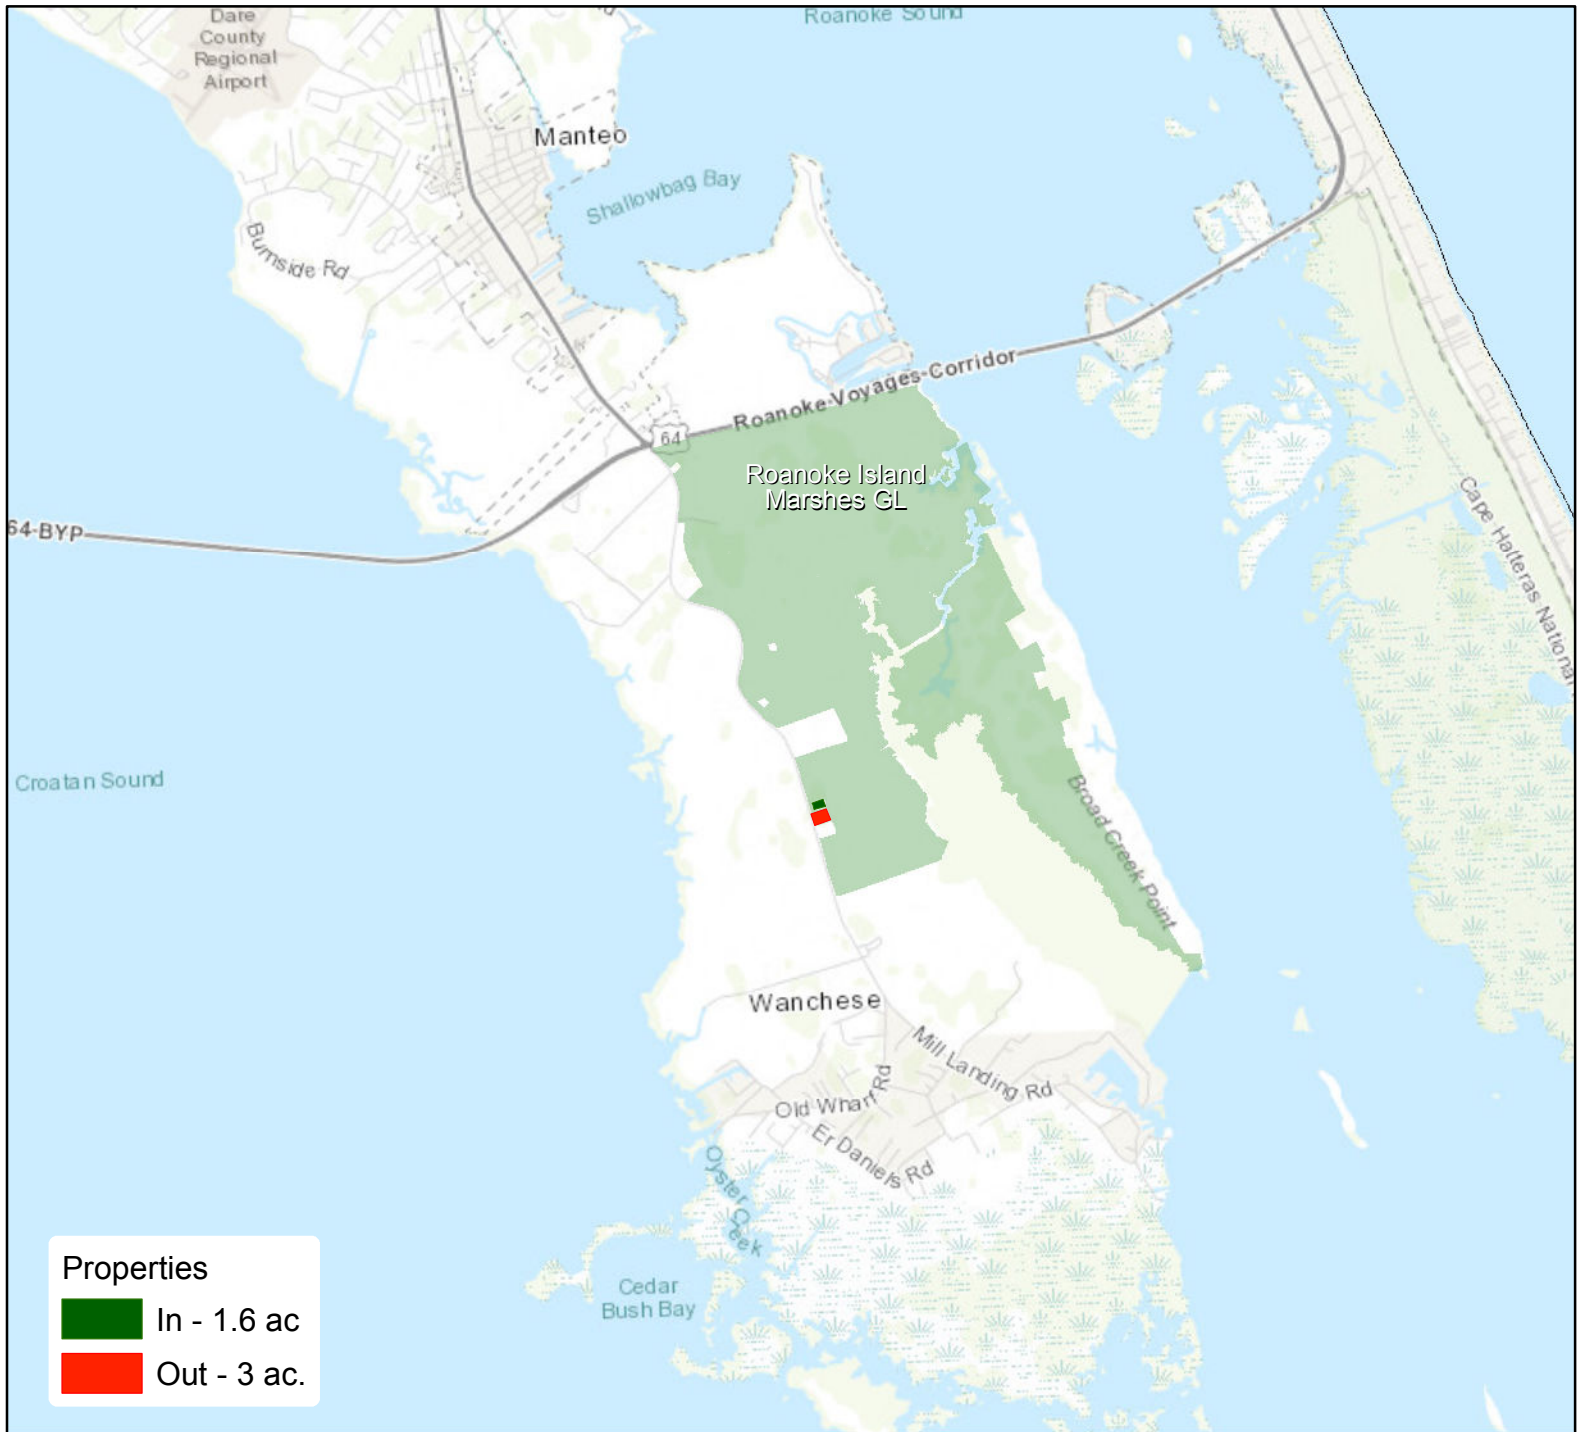 Roanoke Sound
Dare
County
Regional
Airport
Manteo
Shallowbag Bay
Burnside Rd
Roanoke-Voyages-Corridor
64
Roanoke Island
Marshes GL
64-BYP
Cape Hatteras National
Croatan Sound
Broad Creek Point
Wanchese
Mill Landing Rd
Old Wharf Rd
Er Daniels Rd
Oyster Creek
Cedar
Bush Bay
Properties
In - 1.6 ac
Out - 3 ac.